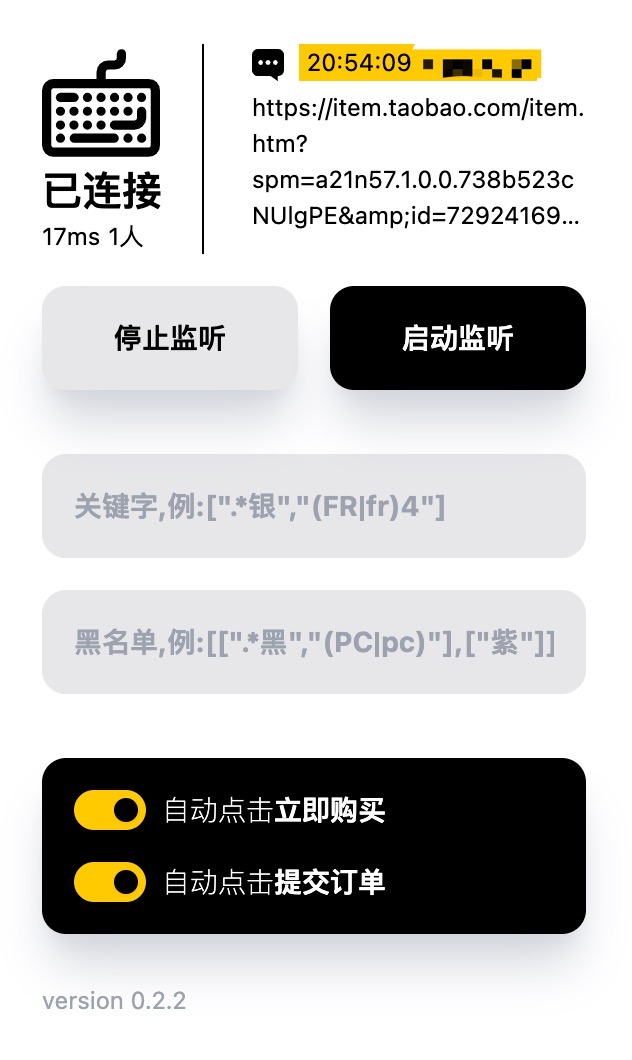 已连接
17ms 1人
20:54:09
https://item.taobao.com/item.
htm?
spm=a21n57.1.0.0.738b523c
NUlgPE&amp;id=72924169...
停止监听
启动监听
关键字,例:[".*银","(FR|fr)4"]
黑名单,例:[[".*黑","(PC|pc)"],["紫"]]
自动点击立即购买
自动点击提交订单
version 0.2.2